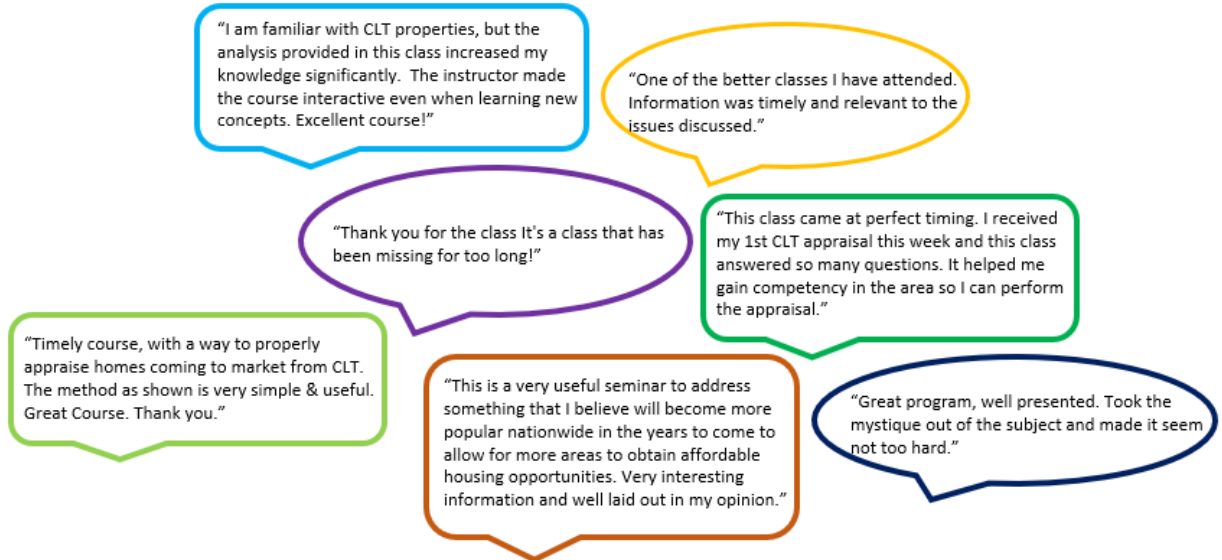 “I am familiar with CLT properties, but the
analysis provided in this class increased my
knowledge significantly.  The instructor made
the course interactive even when learning new
concepts. Excellent course!”
“One of the better classes I have attended.
Information was timely and relevant to the
issues discussed.”
“Thank you for the class It's a class that has
been missing for too long!”
“This class came at perfect timing. I received
my 1st CLT appraisal this week and this class
answered so many questions. It helped me
gain competency in the area so I can perform
the appraisal.”
“Timely course, with a way to properly
appraise homes coming to market from CLT.
The method as shown is very simple & useful.
Great Course. Thank you.”
“This is a very useful seminar to address
something that I believe will become more
popular nationwide in the years to come to
allow for more areas to obtain affordable
housing opportunities. Very interesting
information and well laid out in my opinion.”
“Great program, well presented. Took the
mystique out of the subject and made it seem
not too hard.”